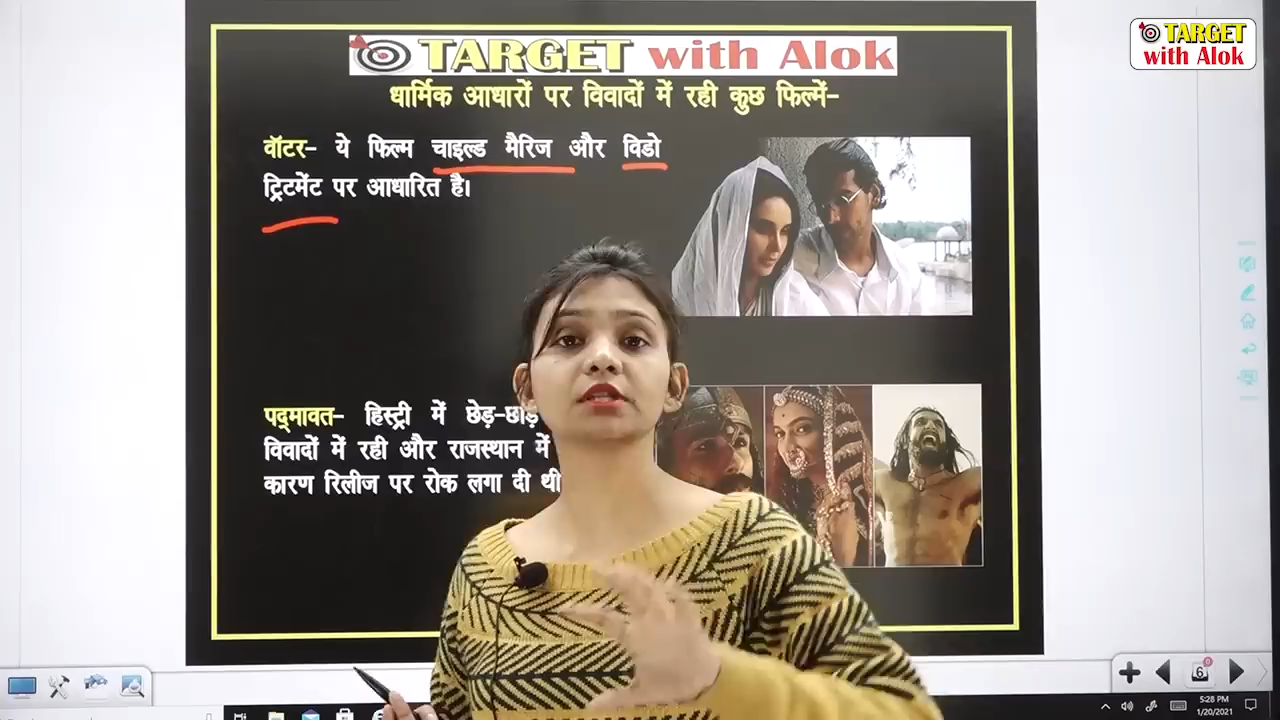 TARGET
with Alok
TARGET with Alok
धार्मिक आधारों पर विवादों में रही कुछ फिल्में-
वॉटर- ये फिल्म चाइल्ड मैरिज और विडो
ट्रिटमेंट पर आधारित है।
पद्मावत- हिस्ट्री में छेड़-छाड़
विवादों में रही और राजस्थान में
कारण रिलीज पर रोक लगा दी थी
6
5:28 PM
1/20/2021